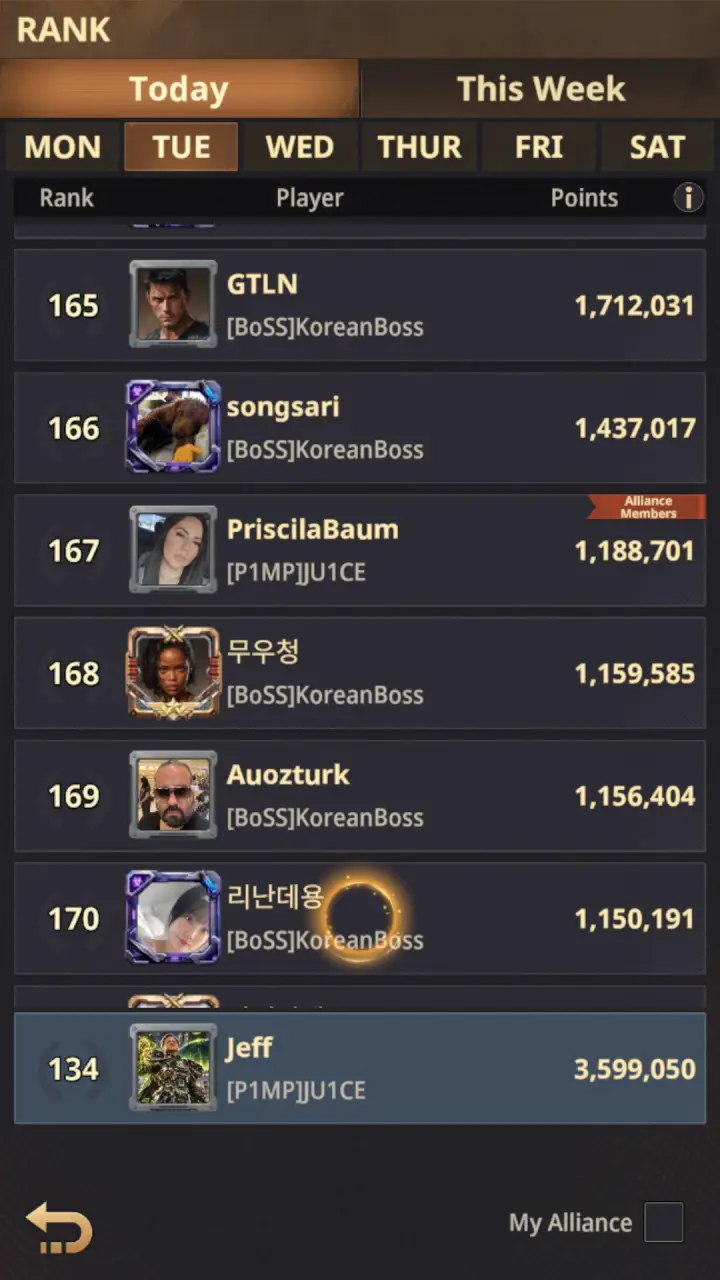 RANK
Today
This Week
MON
TUE
WED
THUR
FRI
SAT
Rank
Player
Points
165
GTLN
[BoSS]KoreanBoss
1,712,031
166
songsari
[BoSS]KoreanBoss
1,437,017
Alliance
Members
167
PriscilaBaum
[P1MP]JU1CE
1,188,701
168
무우청
[BoSS]KoreanBoss
1,159,585
169
Auozturk
[BoSS]KoreanBoss
1,156,404
170
리난데용
[BoSS]KoreanBoss
1,150,191
134
Jeff
[P1MP]JU1CE
3,599,050
My Alliance